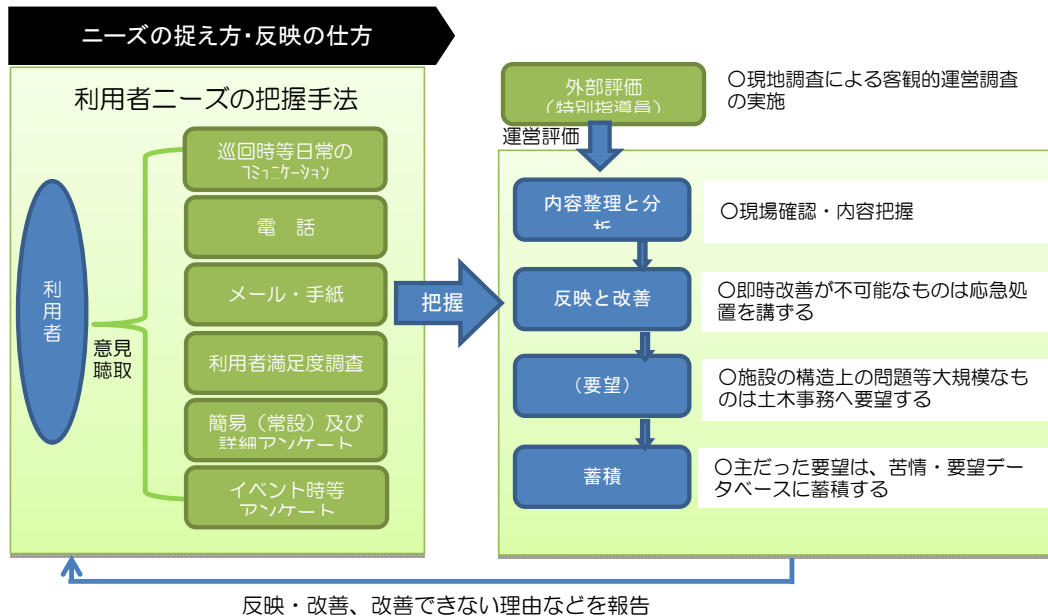 ニーズの捉え方・反映の仕方
利用者ニーズの把握手法
利用者
意見
聴取
巡回時等日常の
コミュニケーション
電　話
メール・手紙
利用者満足度調査
簡易（常設）及び
詳細アンケート
イベント時等
アンケート
把握
外部評価
（特別指導員）
〇現地調査による客観的運営調査
の実施
運営評価
内容整理と分
析
〇現場確認・内容把握
反映と改善
〇即時改善が不可能なものは応急処
置を講ずる
（要望）
〇施設の構造上の問題等大規模なも
のは土木事務へ要望する
蓄積
〇主だった要望は、苦情・要望デー
タベースに蓄積する
反映・改善、改善できない理由などを報告